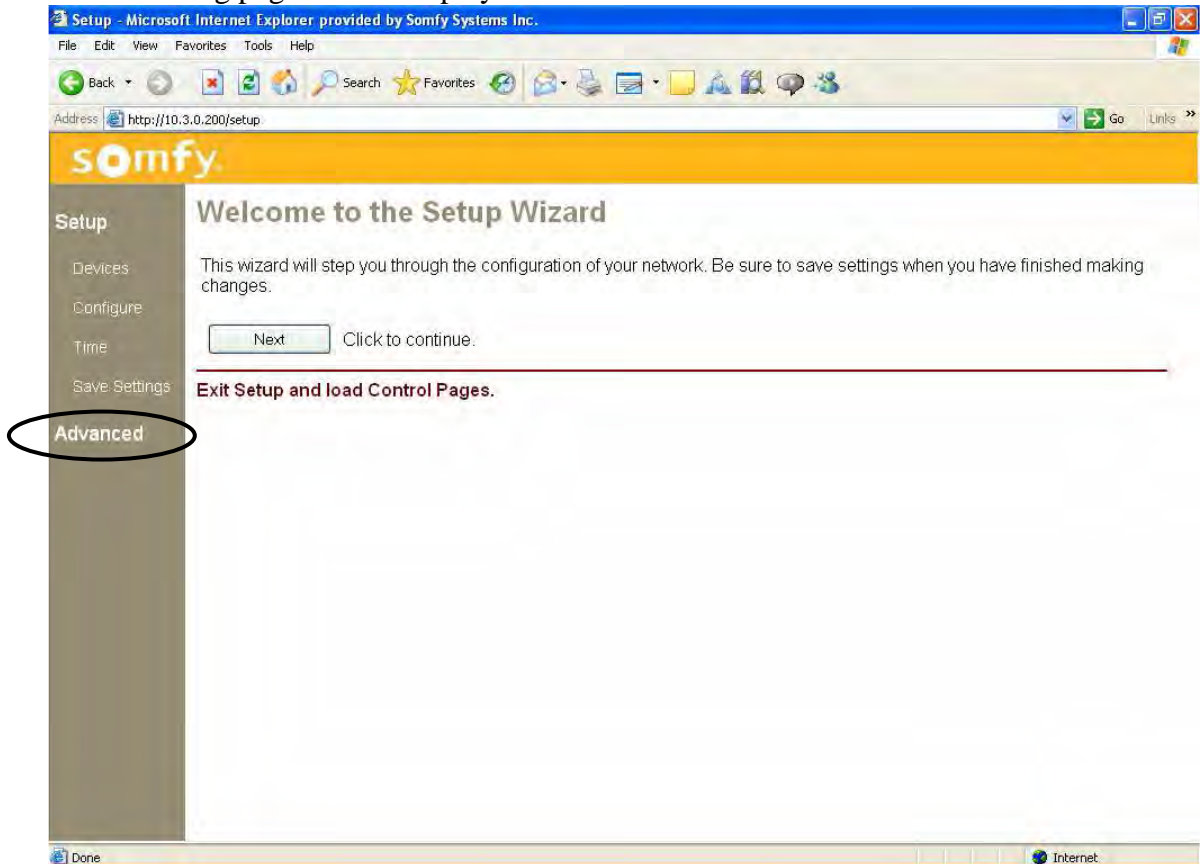 Setup - Microsoft Internet Explorer provided by Somfy Systems Inc.
File Edit View Favorites Tools Help
Back Search Favorites
Address http://10.3.0.200/setup Go Links »
somfy.
Setup
Welcome to the Setup Wizard
Devices
This wizard will step you through the configuration of your network. Be sure to save settings when you have finished making
changes.
Configure
Time
Next Click to continue.
Save Settings
Exit Setup and load Control Pages.
Advanced
Done Internet